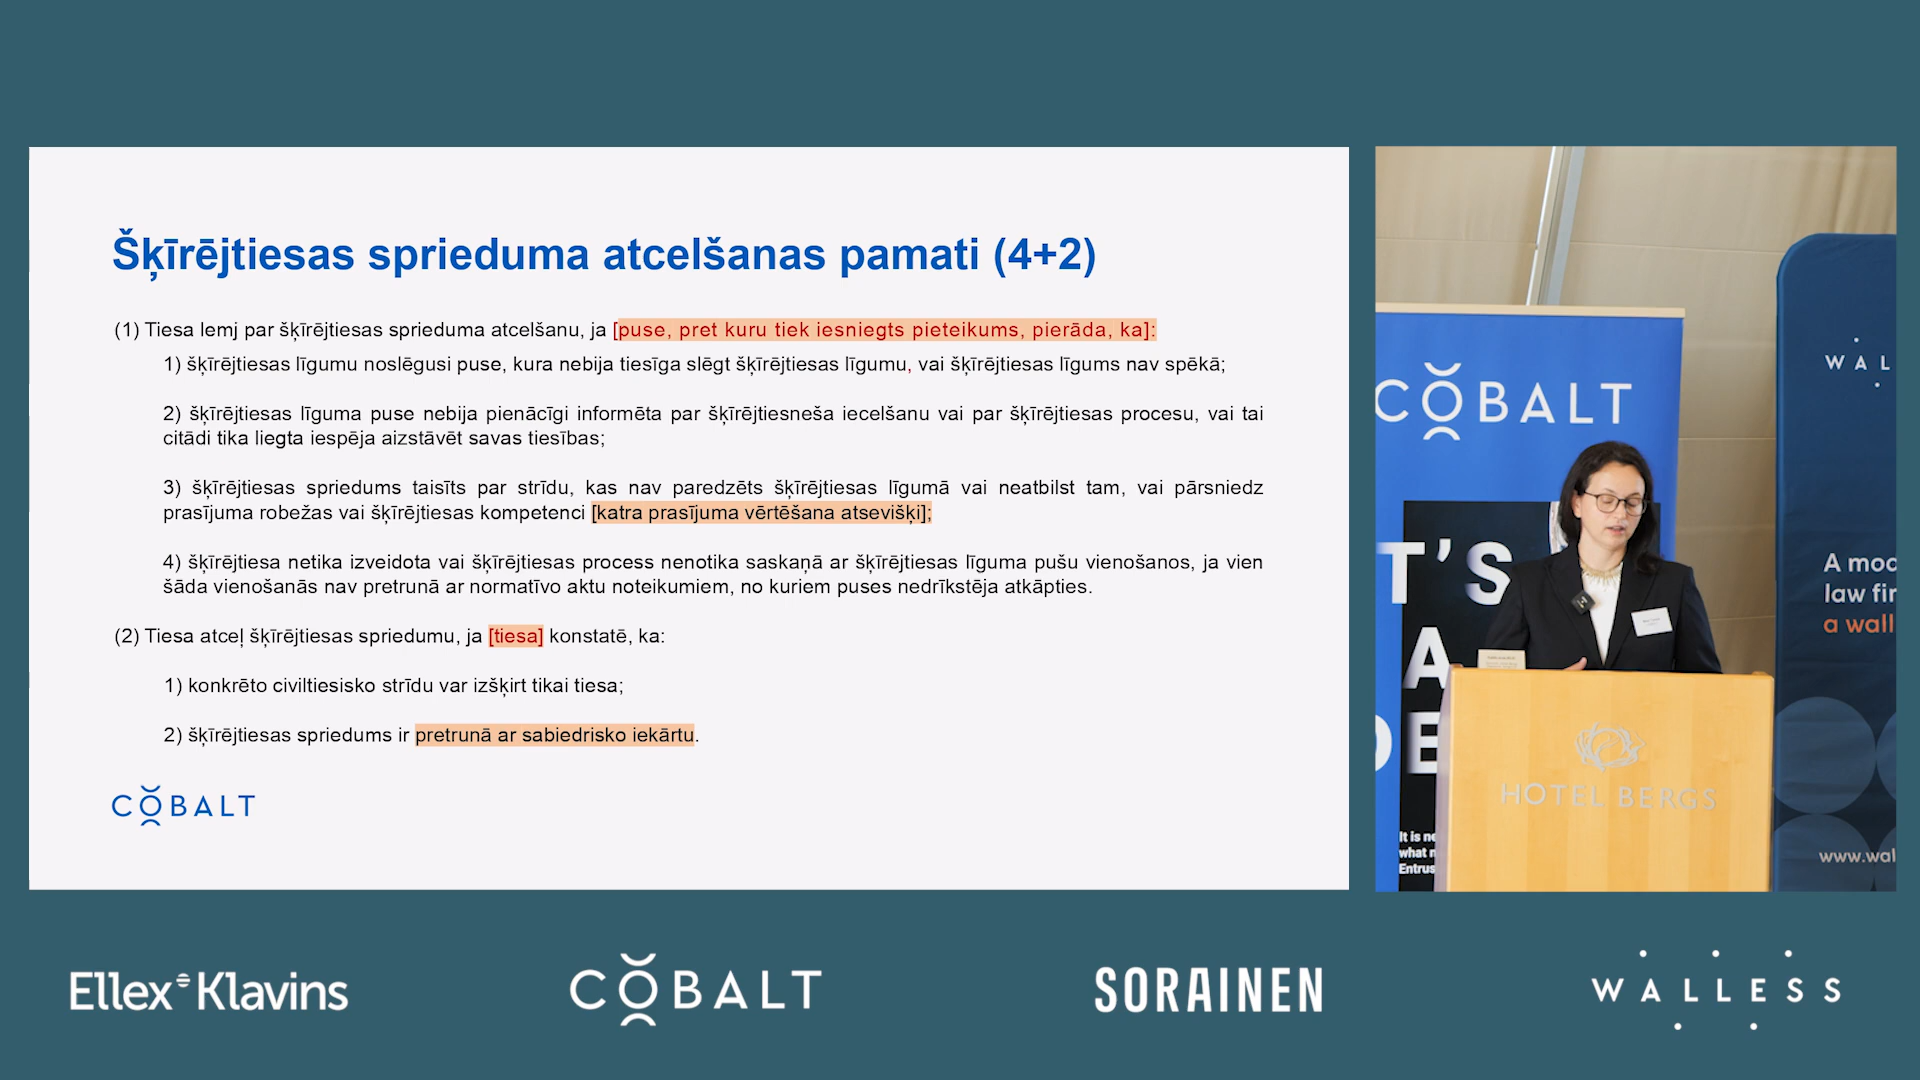 Šķīrējtiesas sprieduma atcelšanas pamati (4+2)
(1) Tiesa lemj par šķīrējtiesas sprieduma atcelšanu, ja [puse, pret kuru tiek iesniegts pieteikums, pierāda, ka]:
1) šķīrējtiesas līgumu noslēgusi puse, kura nebija tiesīga slēgt šķīrējtiesas līgumu, vai šķīrējtiesas līgums nav spēkā;
2) šķīrējtiesas līguma puse nebija pienācīgi informēta par šķīrējtiesneša iecelšanu vai par šķīrējtiesas procesu, vai tai
citādi tika liegta iespēja aizstāvēt savas tiesības;
3) šķīrējtiesas spriedums taisīts par strīdu, kas nav paredzēts šķīrējtiesas līgumā vai neatbilst tam, vai pārsniedz
prasījuma robežas vai šķīrējtiesas kompetenci [katra prasījuma vērtēšana atsevišķi];
4) šķīrējtiesa netika izveidota vai šķīrējtiesas process nenotika saskaņā ar šķīrējtiesas līguma pušu vienošanos, ja vien
šāda vienošanās nav pretrunā ar normatīvo aktu noteikumiem, no kuriem puses nedrīkstēja atkāpties.
(2) Tiesa atceļ šķīrējtiesas spriedumu, ja [tiesa] konstatē, ka:
1) konkrēto civiltiesisko strīdu var izšķirt tikai tiesa;
2) šķīrējtiesas spriedums ir pretrunā ar sabiedrisko iekārtu.
COBALT
COBALT
T'S
A
DE
It is ne
what n
Entrus
HOTEL BERGS
WAL
A moc
law fir
a wall
www.wal
Ellex Klavins
COBALT
SORAINEN
WALLESS